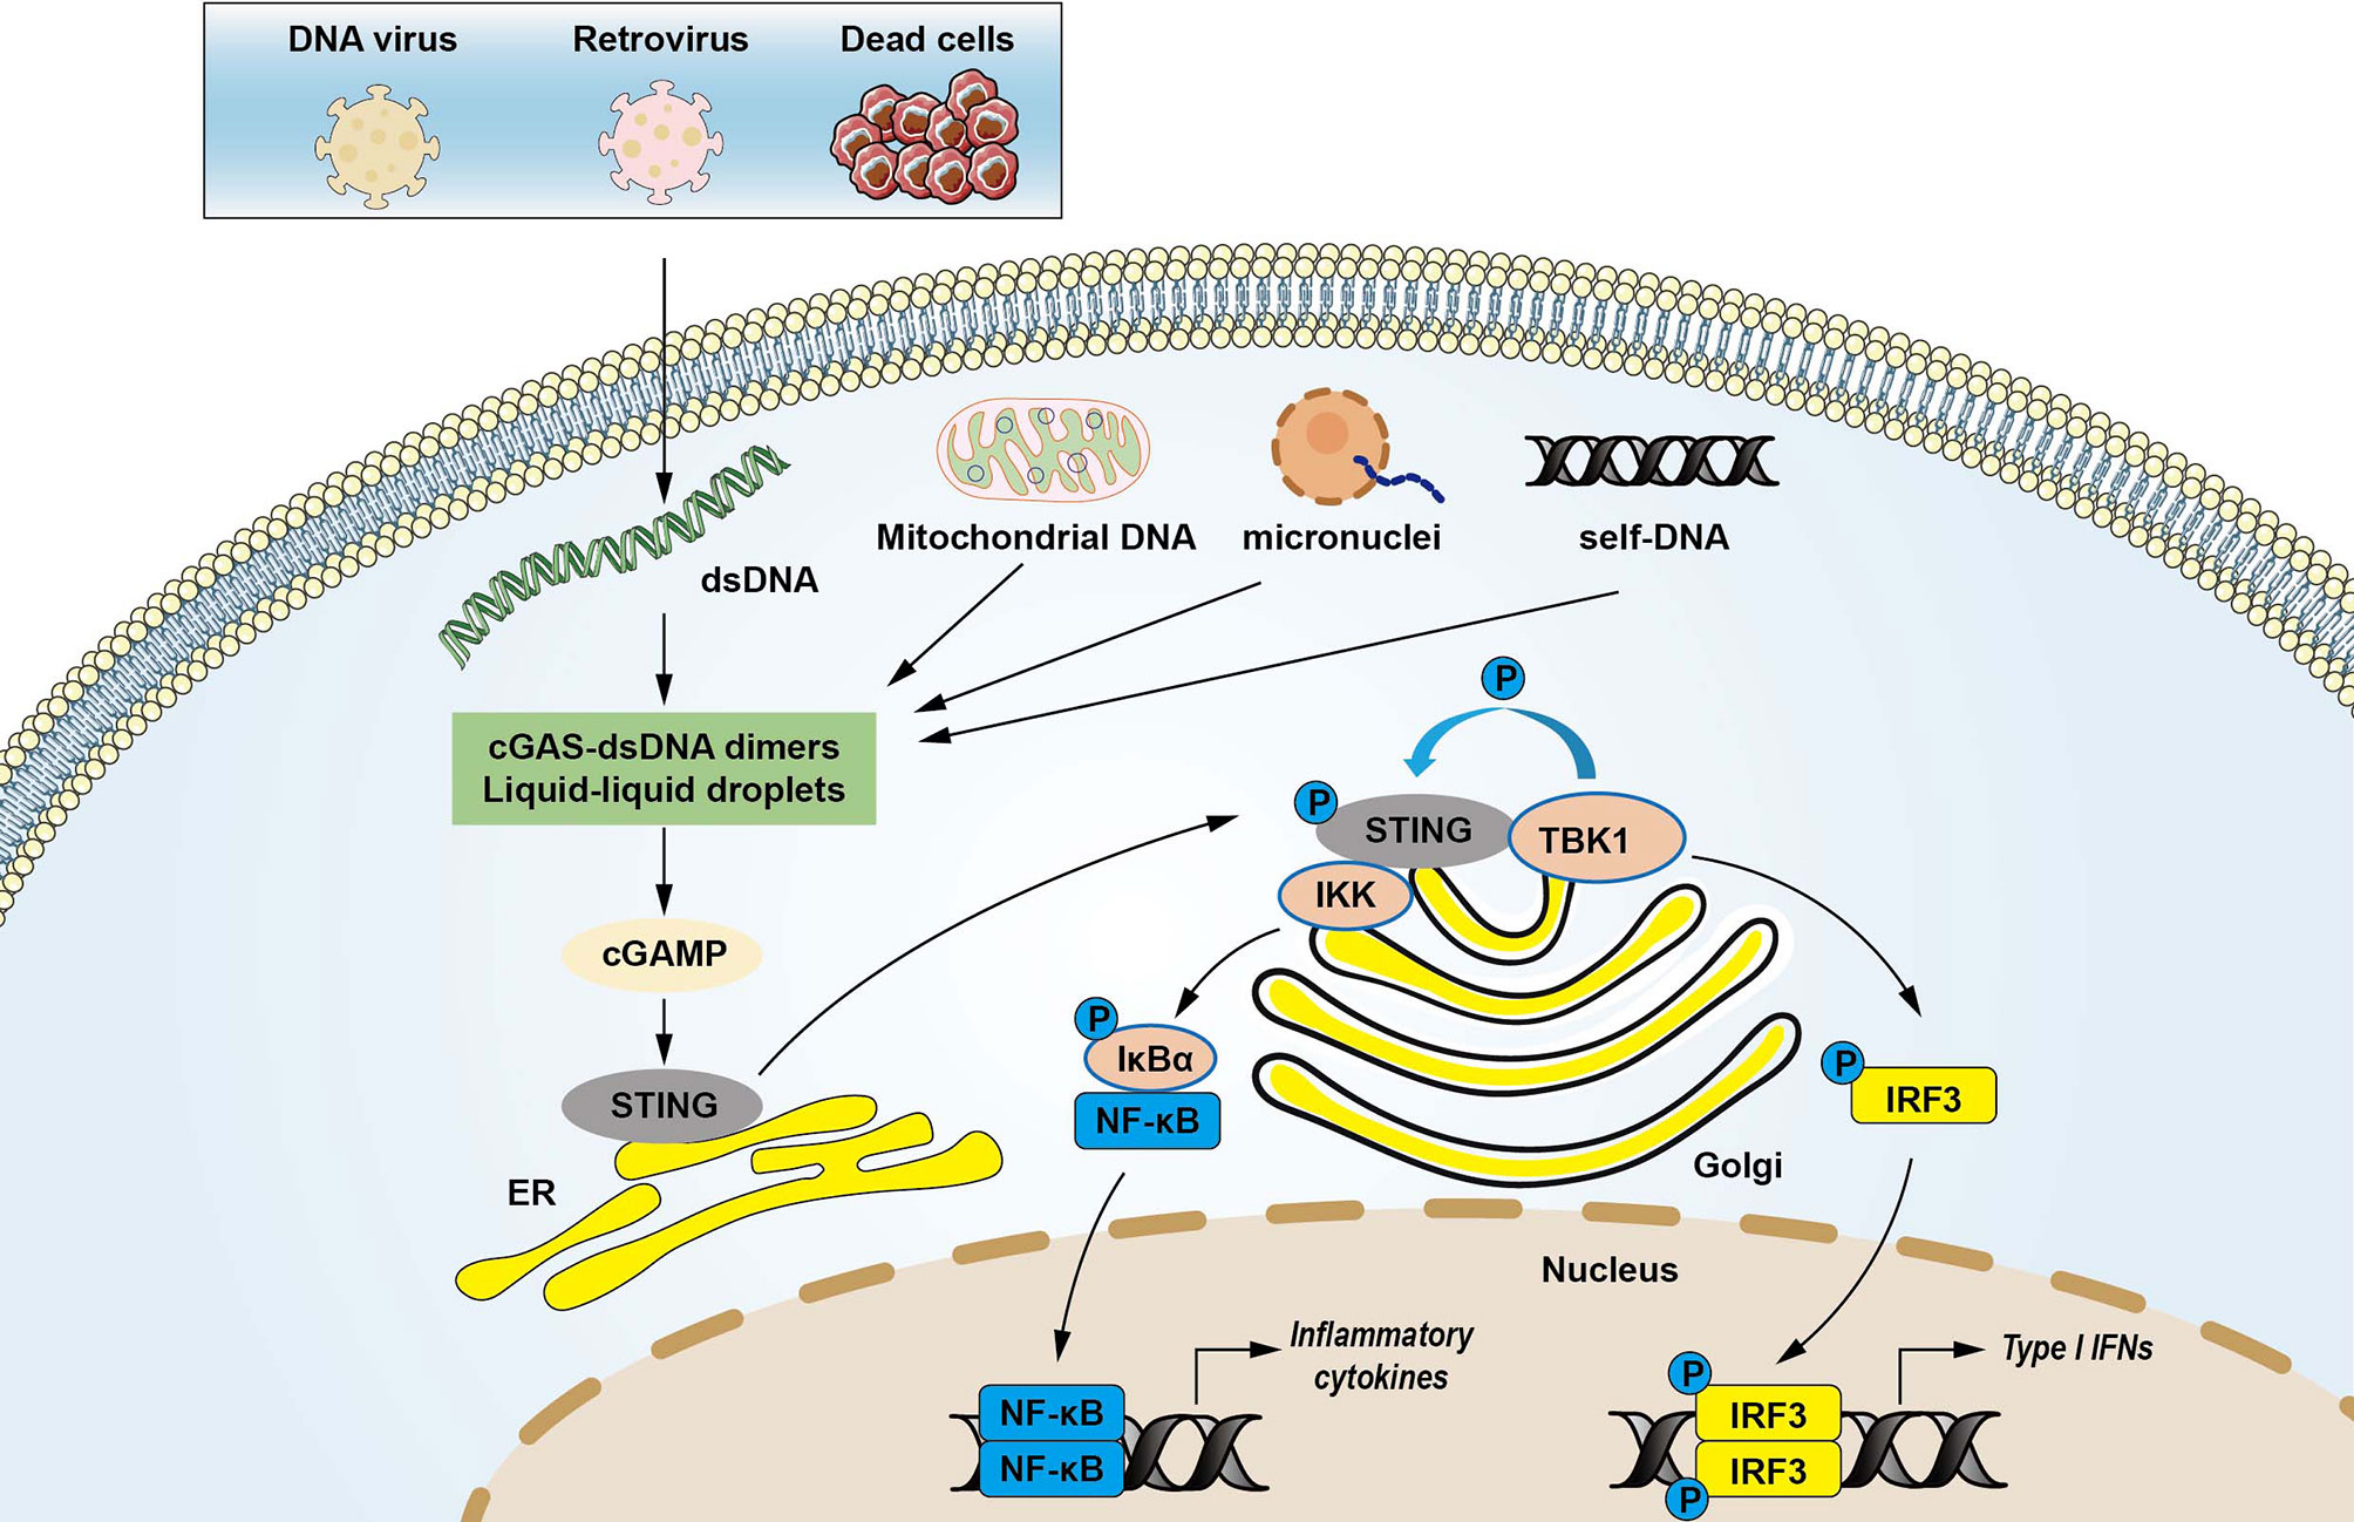 DNA virus
Retrovirus
Dead cells
dsDNA
Mitochondrial DNA
micronuclei
self-DNA
cGAS-dsDNA dimers
Liquid-liquid droplets
P
P
STING
TBK1
IKK
cGAMP
P
IκBα
NF-κB
STING
ER
P
IRF3
Golgi
Nucleus
Inflammatory
cytokines
NF-κB
NF-κB
Type I IFNs
P
IRF3
IRF3
P